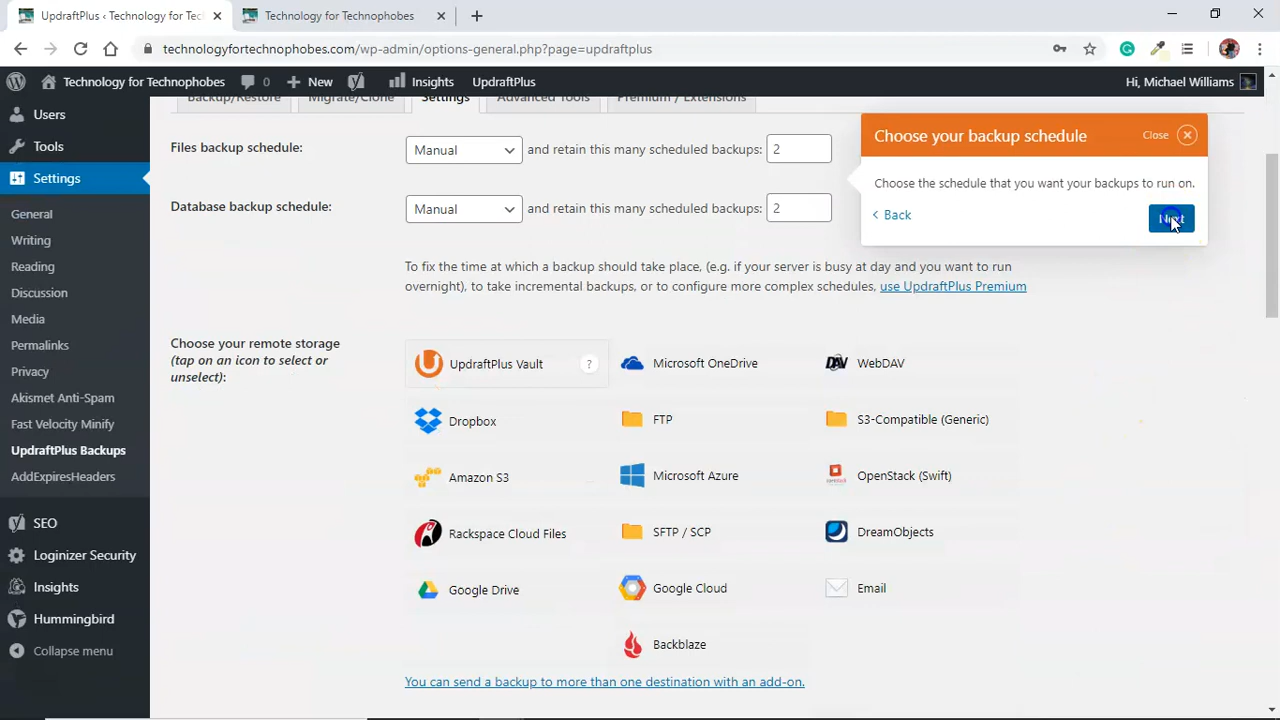 UpdraftPlus ‹ Technology for Tec
Technology for Technophobes
technologyfortechnophobes.com/wp-admin/options-general.php?page=updraftplus
Technology for Technophobes 0 New Insights UpdraftPlus Hi, Michael Williams
Users
Tools
Settings
General
Writing
Reading
Discussion
Media
Permalinks
Privacy
Akismet Anti-Spam
Fast Velocity Minify
UpdraftPlus Backups
AddExpiresHeaders
SEO
Loginizer Security
Insights
Hummingbird
Collapse menu
Backup/Restore Migrate/Clone Settings Advanced Tools Premium / Extensions
Files backup schedule: Manual and retain this many scheduled backups: 2
Database backup schedule: Manual and retain this many scheduled backups: 2
Choose your backup schedule Close
Choose the schedule that you want your backups to run on.
Back Next
To fix the time at which a backup should take place, (e.g. if your server is busy at day and you want to run
overnight), to take incremental backups, or to configure more complex schedules, use UpdraftPlus Premium
Choose your remote storage
(tap on an icon to select or
unselect):
UpdraftPlus Vault ? Microsoft OneDrive DAV WebDAV
Dropbox FTP S3-Compatible (Generic)
Amazon S3 Microsoft Azure OpenStack (Swift)
Rackspace Cloud Files SFTP / SCP DreamObjects
Google Drive Google Cloud Email
Backblaze
You can send a backup to more than one destination with an add-on.